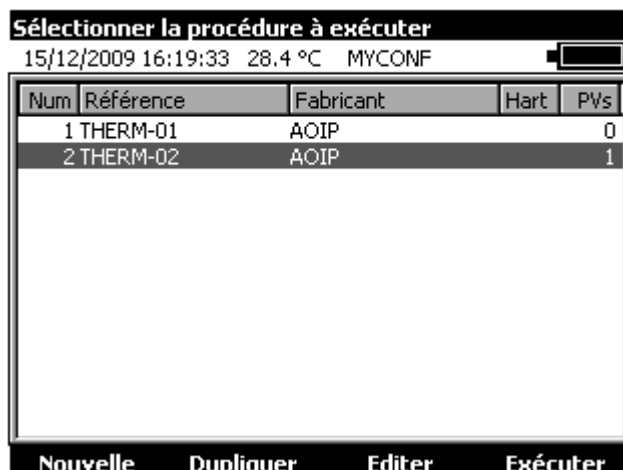 Sélectionner la procédure à exécuter
15/12/2009 16:19:33 28.4 °C MYCONF
Num Référence Fabricant Hart PVs
1 THERM-01 AOIP 0
2 THERM-02 AOIP 1
Nouvelle Dupliquer Editer Exécuter